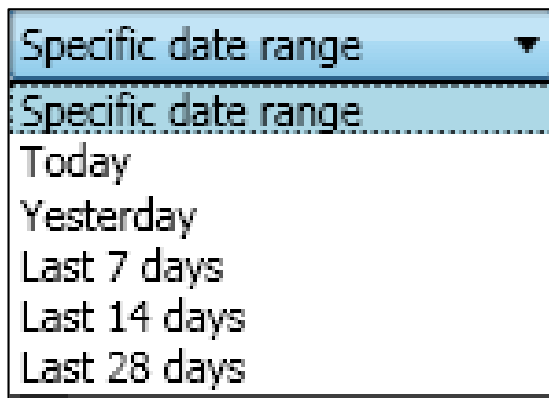 Specific date range
Specific date range
Today
Yesterday
Last 7 days
Last 14 days
Last 28 days